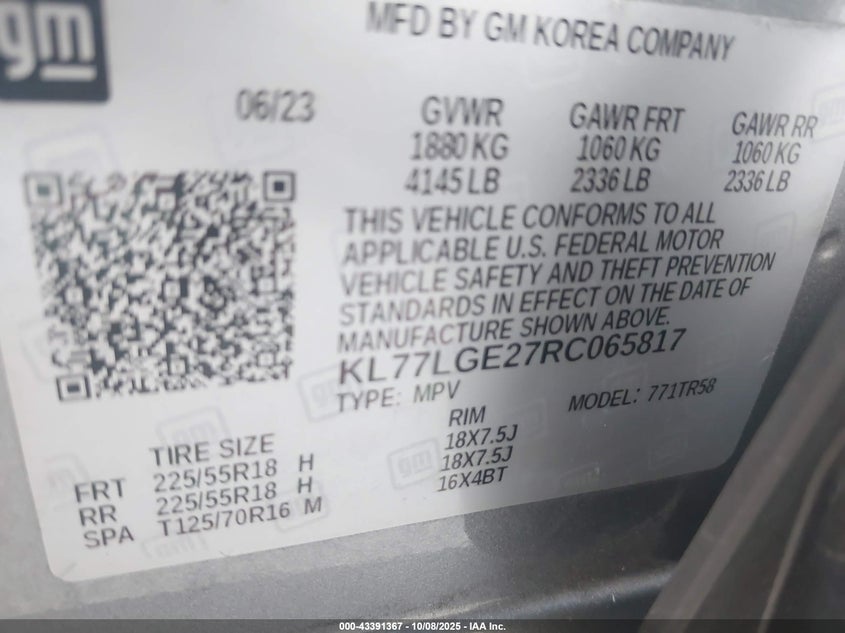 gm
MFD BY GM KOREA COMPANY
06/23
GVWR
1880 KG
4145 LB
GAWR FRT
1060 KG
2336 LB
GAWR RR
1060 KG
2336 LB
THIS VEHICLE CONFORMS TO ALL
APPLICABLE U.S. FEDERAL MOTOR
VEHICLE SAFETY AND THEFT PREVENTION
STANDARDS IN EFFECT ON THE DATE OF
MANUFACTURE SHOWN ABOVE.
KL77LGE27RC065817
TYPE: MPV
MODEL: 771TR58
TIRE SIZE RIM
FRT 225/55R18 H 18X7.5J
RR 225/55R18 H 18X7.5J
SPA T125/70R16 M 16X4BT
000-43391367 | 10/08/2025 | © IAA Inc.